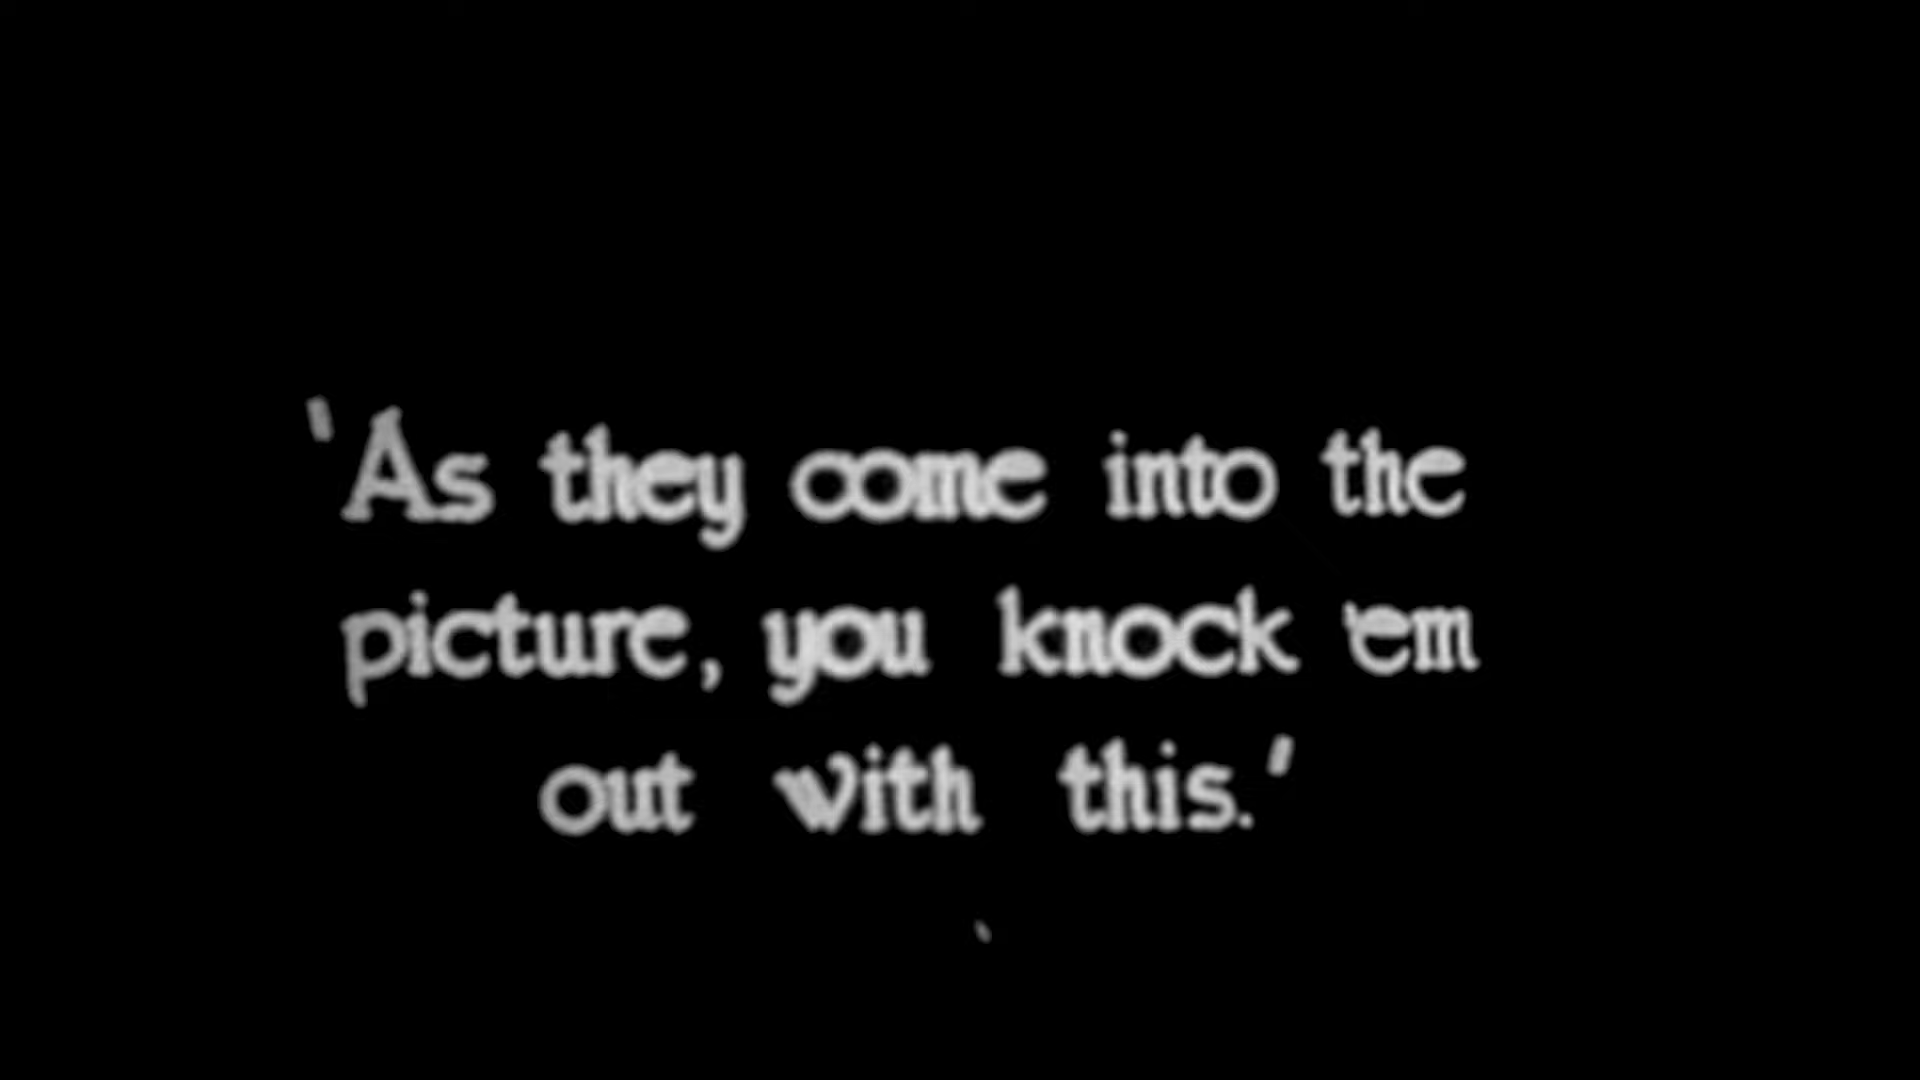 'As they come into the
picture, you knock 'em
out with this.'